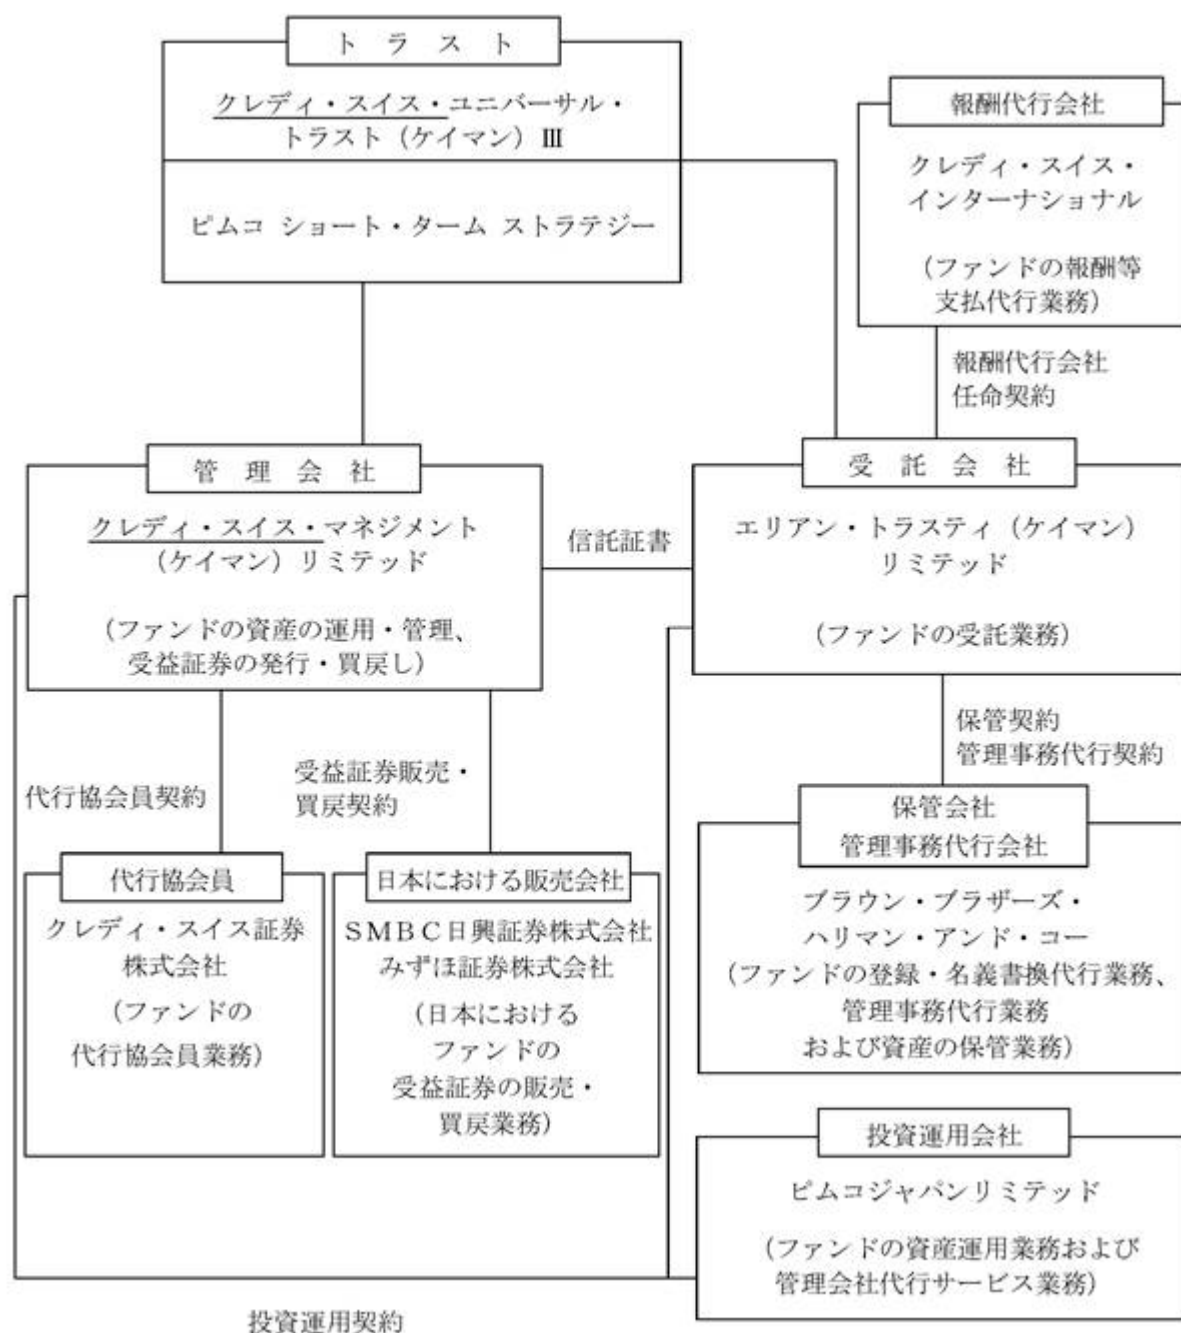 トラスト
クレディ・スイス・ユニバーサル・
トラスト（ケイマン）Ⅲ
ピムコ ショート・ターム ストラテジー
報酬代行会社
クレディ・スイス・
インターナショナル
（ファンドの報酬等
支払代行業務）
報酬代行会社
任命契約
管理会社
クレディ・スイス・マネジメント
（ケイマン）リミテッド
（ファンドの資産の運用・管理、
受益証券の発行・買戻し）
信託証書
受託会社
エリアン・トラスティ（ケイマン）
リミテッド
（ファンドの受託業務）
代行協会員契約
受益証券販売・
買戻契約
保管契約
管理事務代行契約
代行協会員
クレディ・スイス証券
株式会社
（ファンドの
代行協会員業務）
日本における販売会社
ＳＭＢＣ日興証券株式会社
みずほ証券株式会社
（日本における
ファンドの
受益証券の販売・
買戻業務）
保管会社
管理事務代行会社
ブラウン・ブラザーズ・
ハリマン・アンド・コー
（ファンドの登録・名義書換代行業務、
管理事務代行業務
および資産の保管業務）
投資運用会社
ピムコジャパンリミテッド
（ファンドの資産運用業務および
管理会社代行サービス業務）
投資運用契約